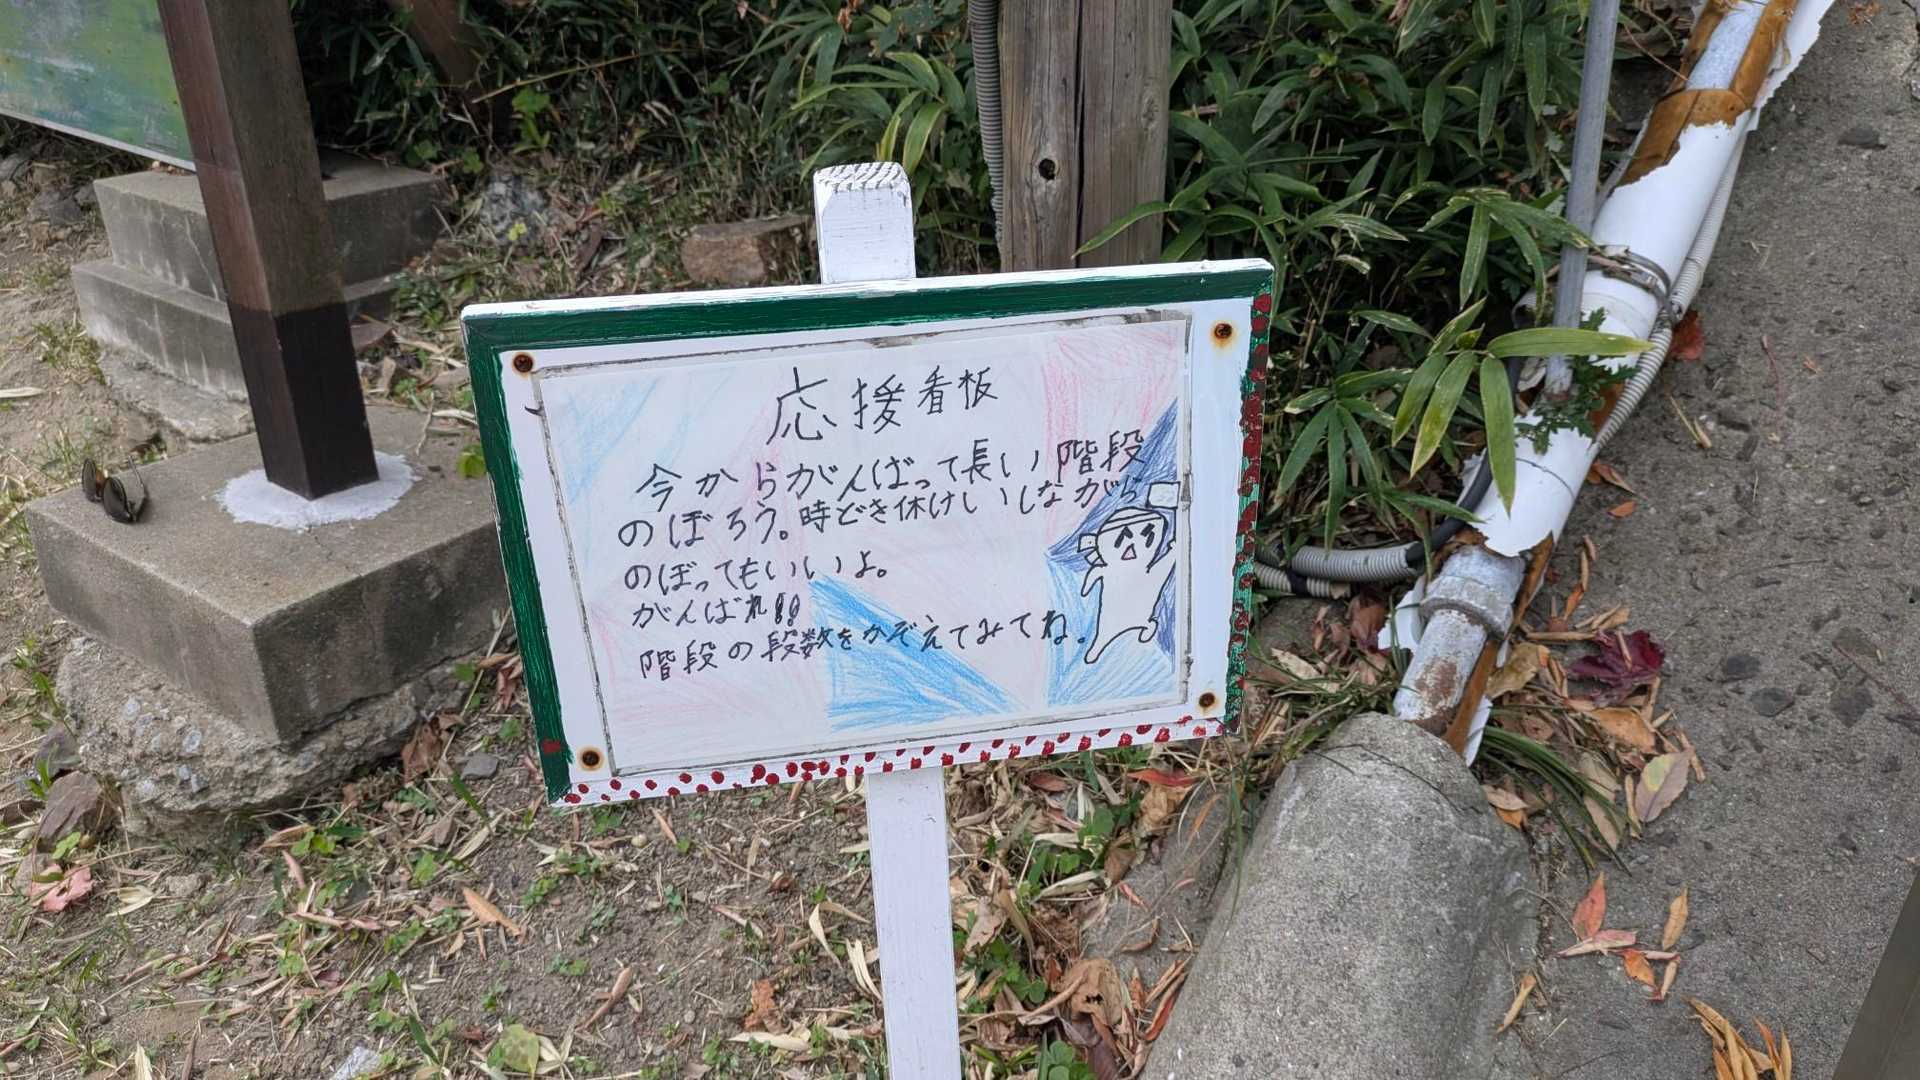 応援看板
今からがんばって長い階段
のぼろう。時どき休けいしながら
のぼってもいいよ。
がんばれ!!
階段の段数をかぞえてみてね。